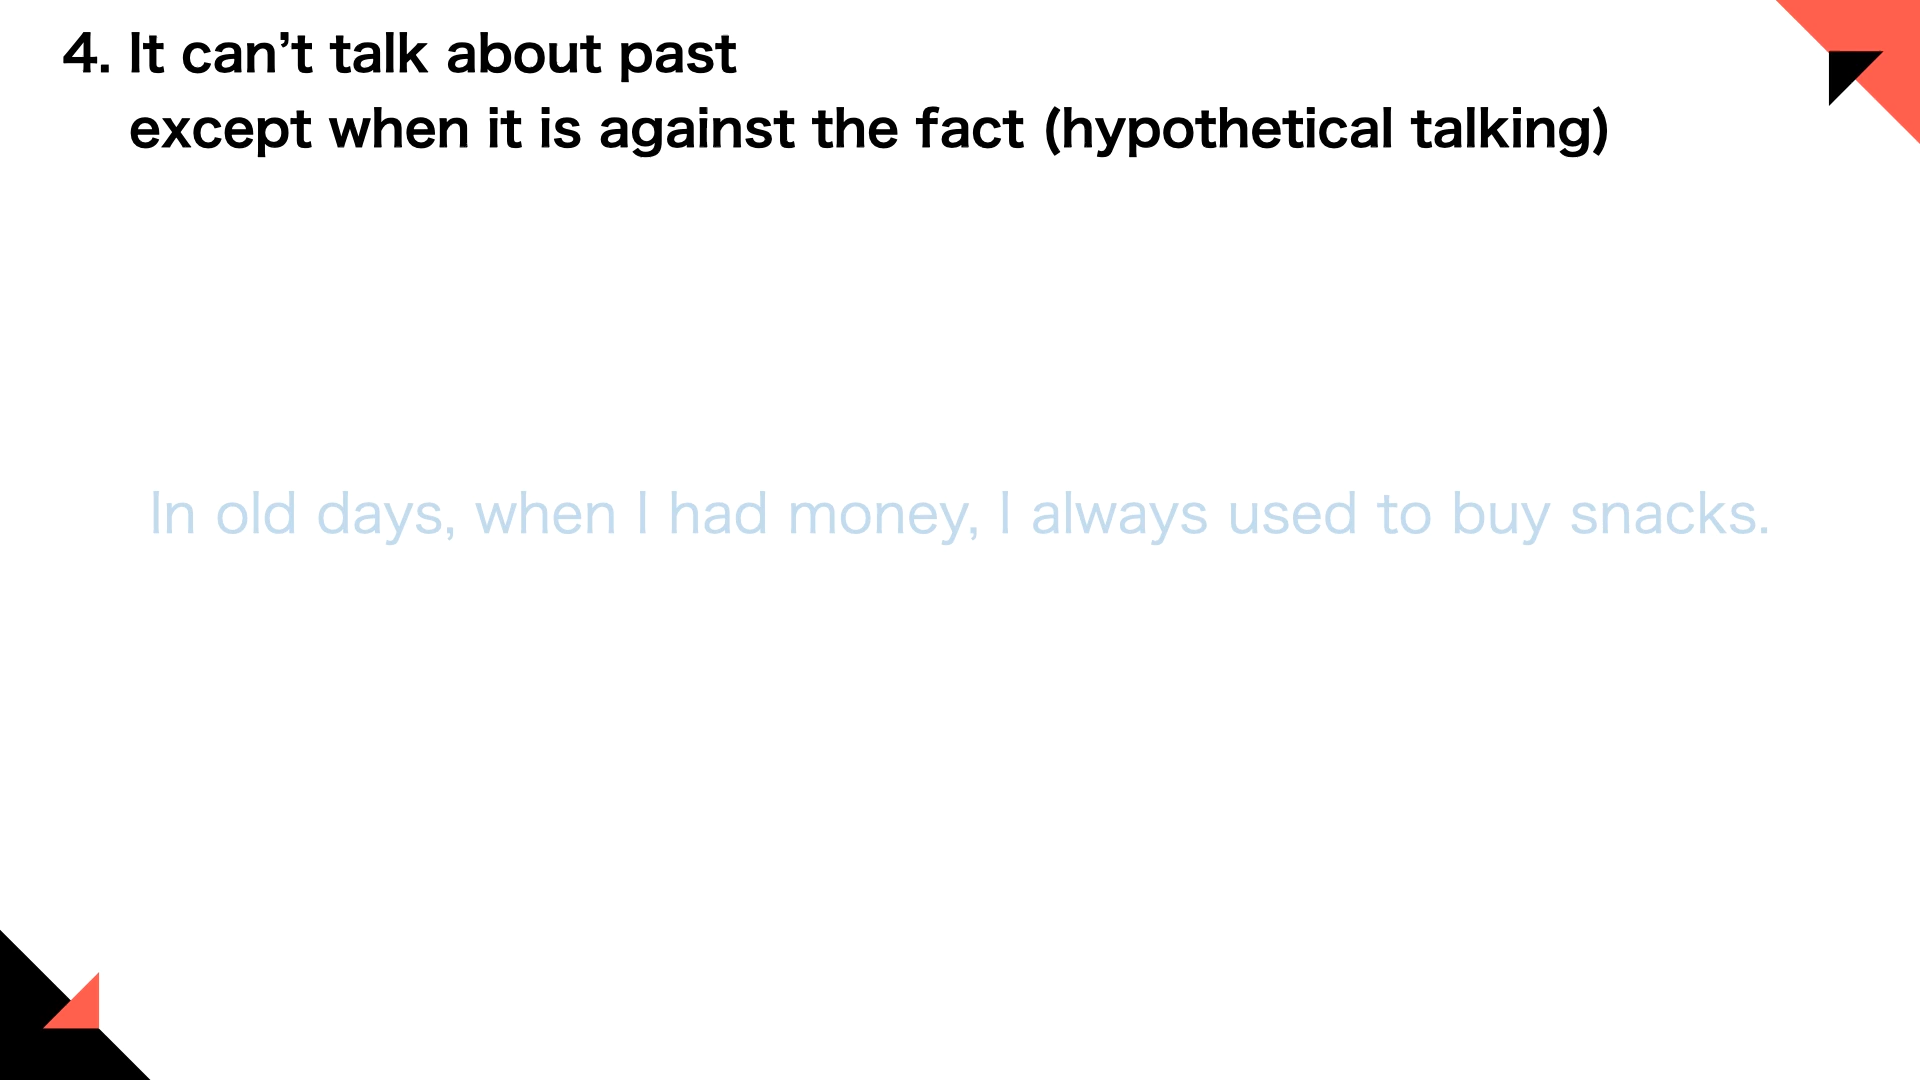 4. It can’t talk about past
except when it is against the fact (hypothetical talking)
In old days, when I had money, I always used to buy snacks.